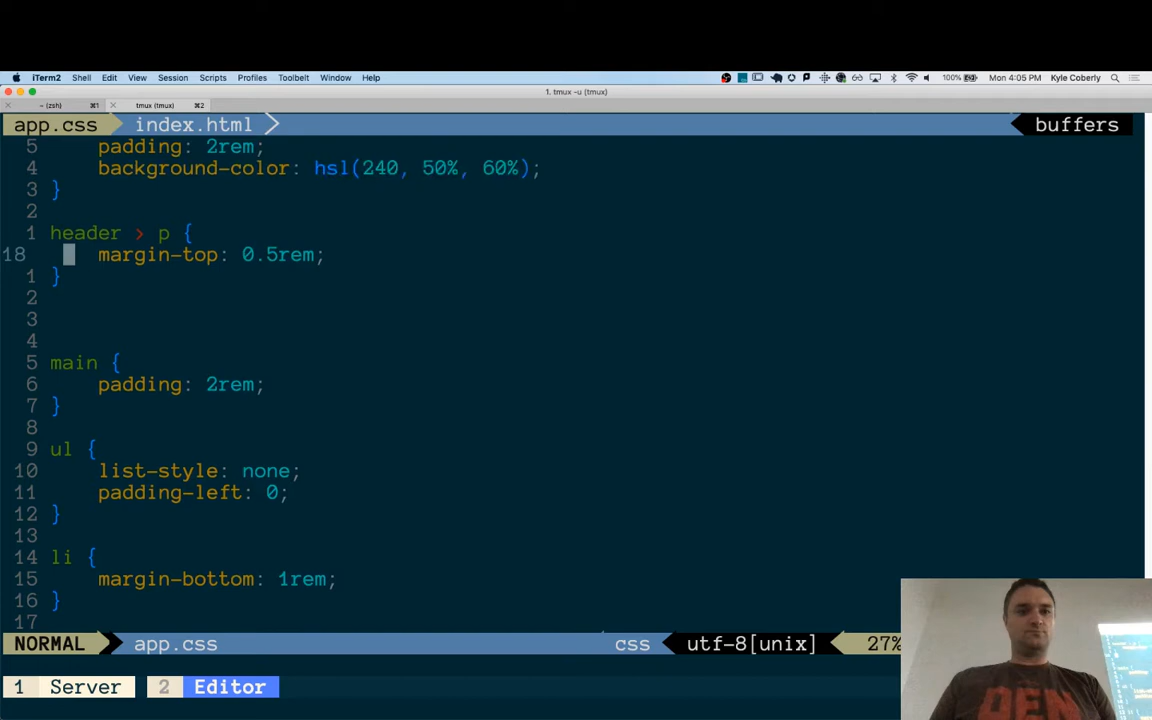 iTerm2 Shell Edit View Session Scripts Profiles Toolbelt Window Help 100% Mon 4:05 PM Kyle Coberly
1. tmux -u (tmux)
~ (zsh) ⌘1 tmux (tmux) ⌘2
app.css index.html buffers
5 padding: 2rem;
4 background-color: hsl(240, 50%, 60%);
3 }
2
1 header > p {
18 margin-top: 0.5rem;
1 }
2
3
4
5 main {
6 padding: 2rem;
7 }
8
9 ul {
10 list-style: none;
11 padding-left: 0;
12 }
13
14 li {
15 margin-bottom: 1rem;
16 }
17
NORMAL app.css css utf-8[unix] 27%
1 Server 2 Editor